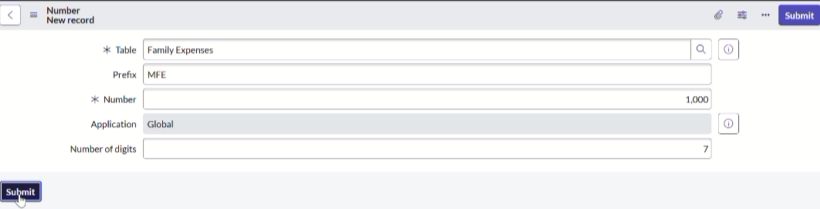 Number
New record
Submit
* Table Family Expenses
Prefix MFE
* Number 1,000
Application Global
Number of digits 7
Submit